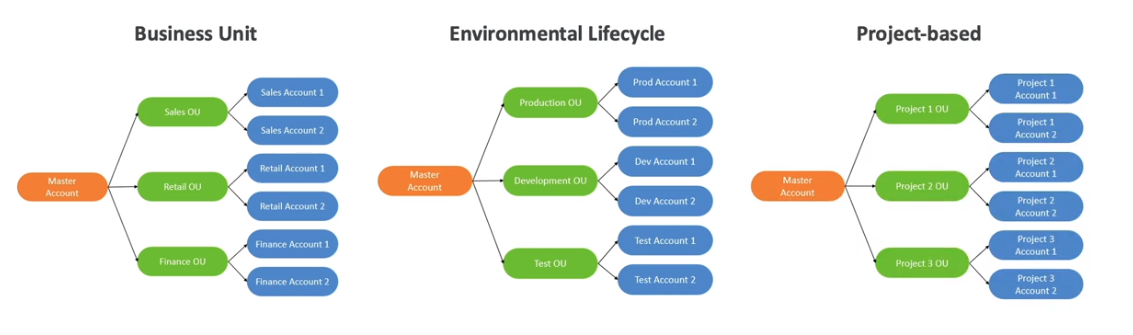 Business Unit
Sales Account 1
Sales OU
Sales Account 2
Master
Account
Retail Account 1
Retail OU
Retail Account 2
Finance Account 1
Finance OU
Finance Account 2
Environmental Lifecycle
Prod Account 1
Production OU
Prod Account 2
Master
Account
Dev Account 1
Development OU
Dev Account 2
Test Account 1
Test OU
Test Account 2
Project-based
Project 1
Account 1
Project 1 OU
Project 1
Account 2
Master
Account
Project 2
Account 1
Project 2 OU
Project 2
Account 2
Project 3
Account 1
Project 3 OU
Project 3
Account 2